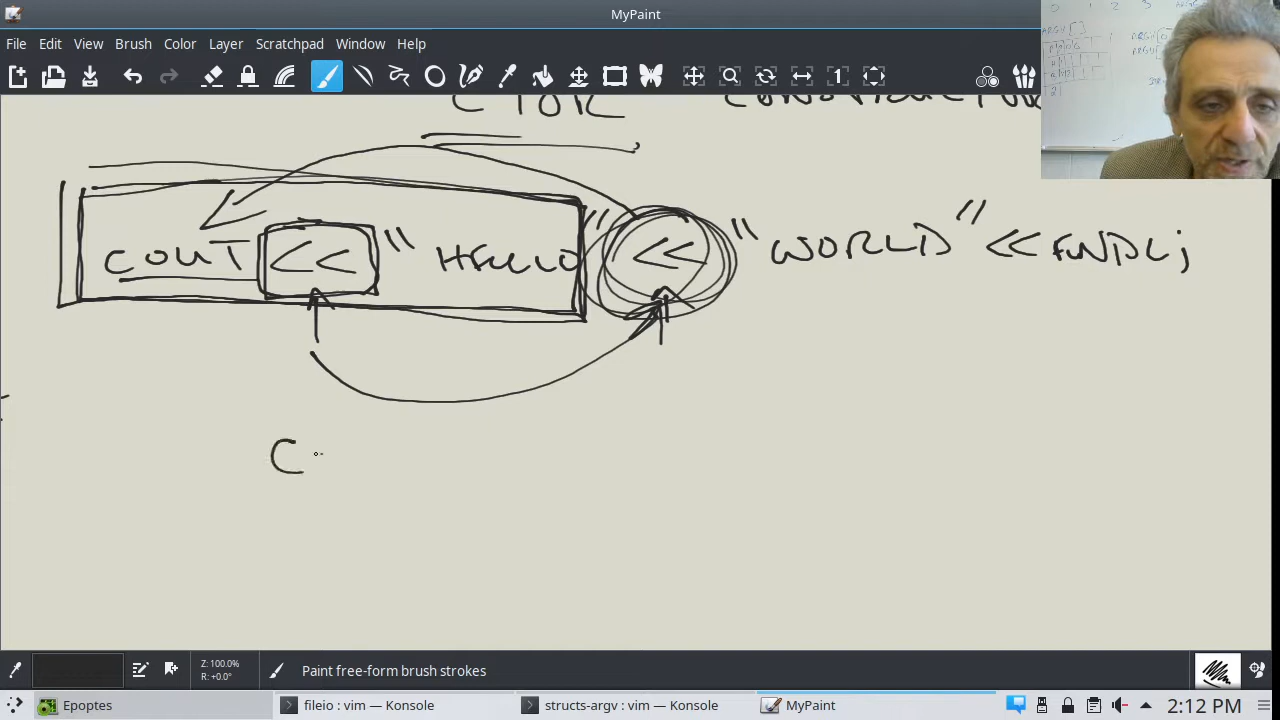 MyPaint
File Edit View Brush Color Layer Scratchpad Window Help
CTOR
COUT << "HELLO" << "WORLD" << ENDL;
C
Z: 100.0%
R: +0.0°
Paint free-form brush strokes
Epoptes
fileio : vim — Konsole
structs-argv : vim — Konsole
MyPaint
2:12 PM